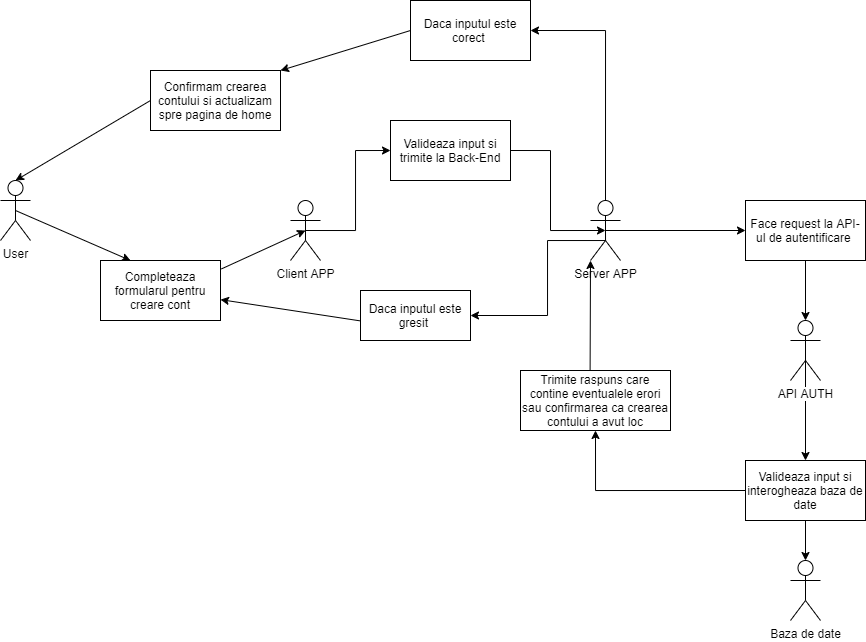 Daca inputul este
corect
Confirmam crearea
contului si actualizam
spre pagina de home
Valideaza input si
trimite la Back-End
User
Client APP
Server APP
Face request la API-
ul de autentificare
Completeaza
formularul pentru
creare cont
Daca inputul este
gresit
Trimite raspuns care
contine eventualele erori
sau confirmarea ca crearea
contului a avut loc
API AUTH
Valideaza input si
interogheaza baza de
date
Baza de date